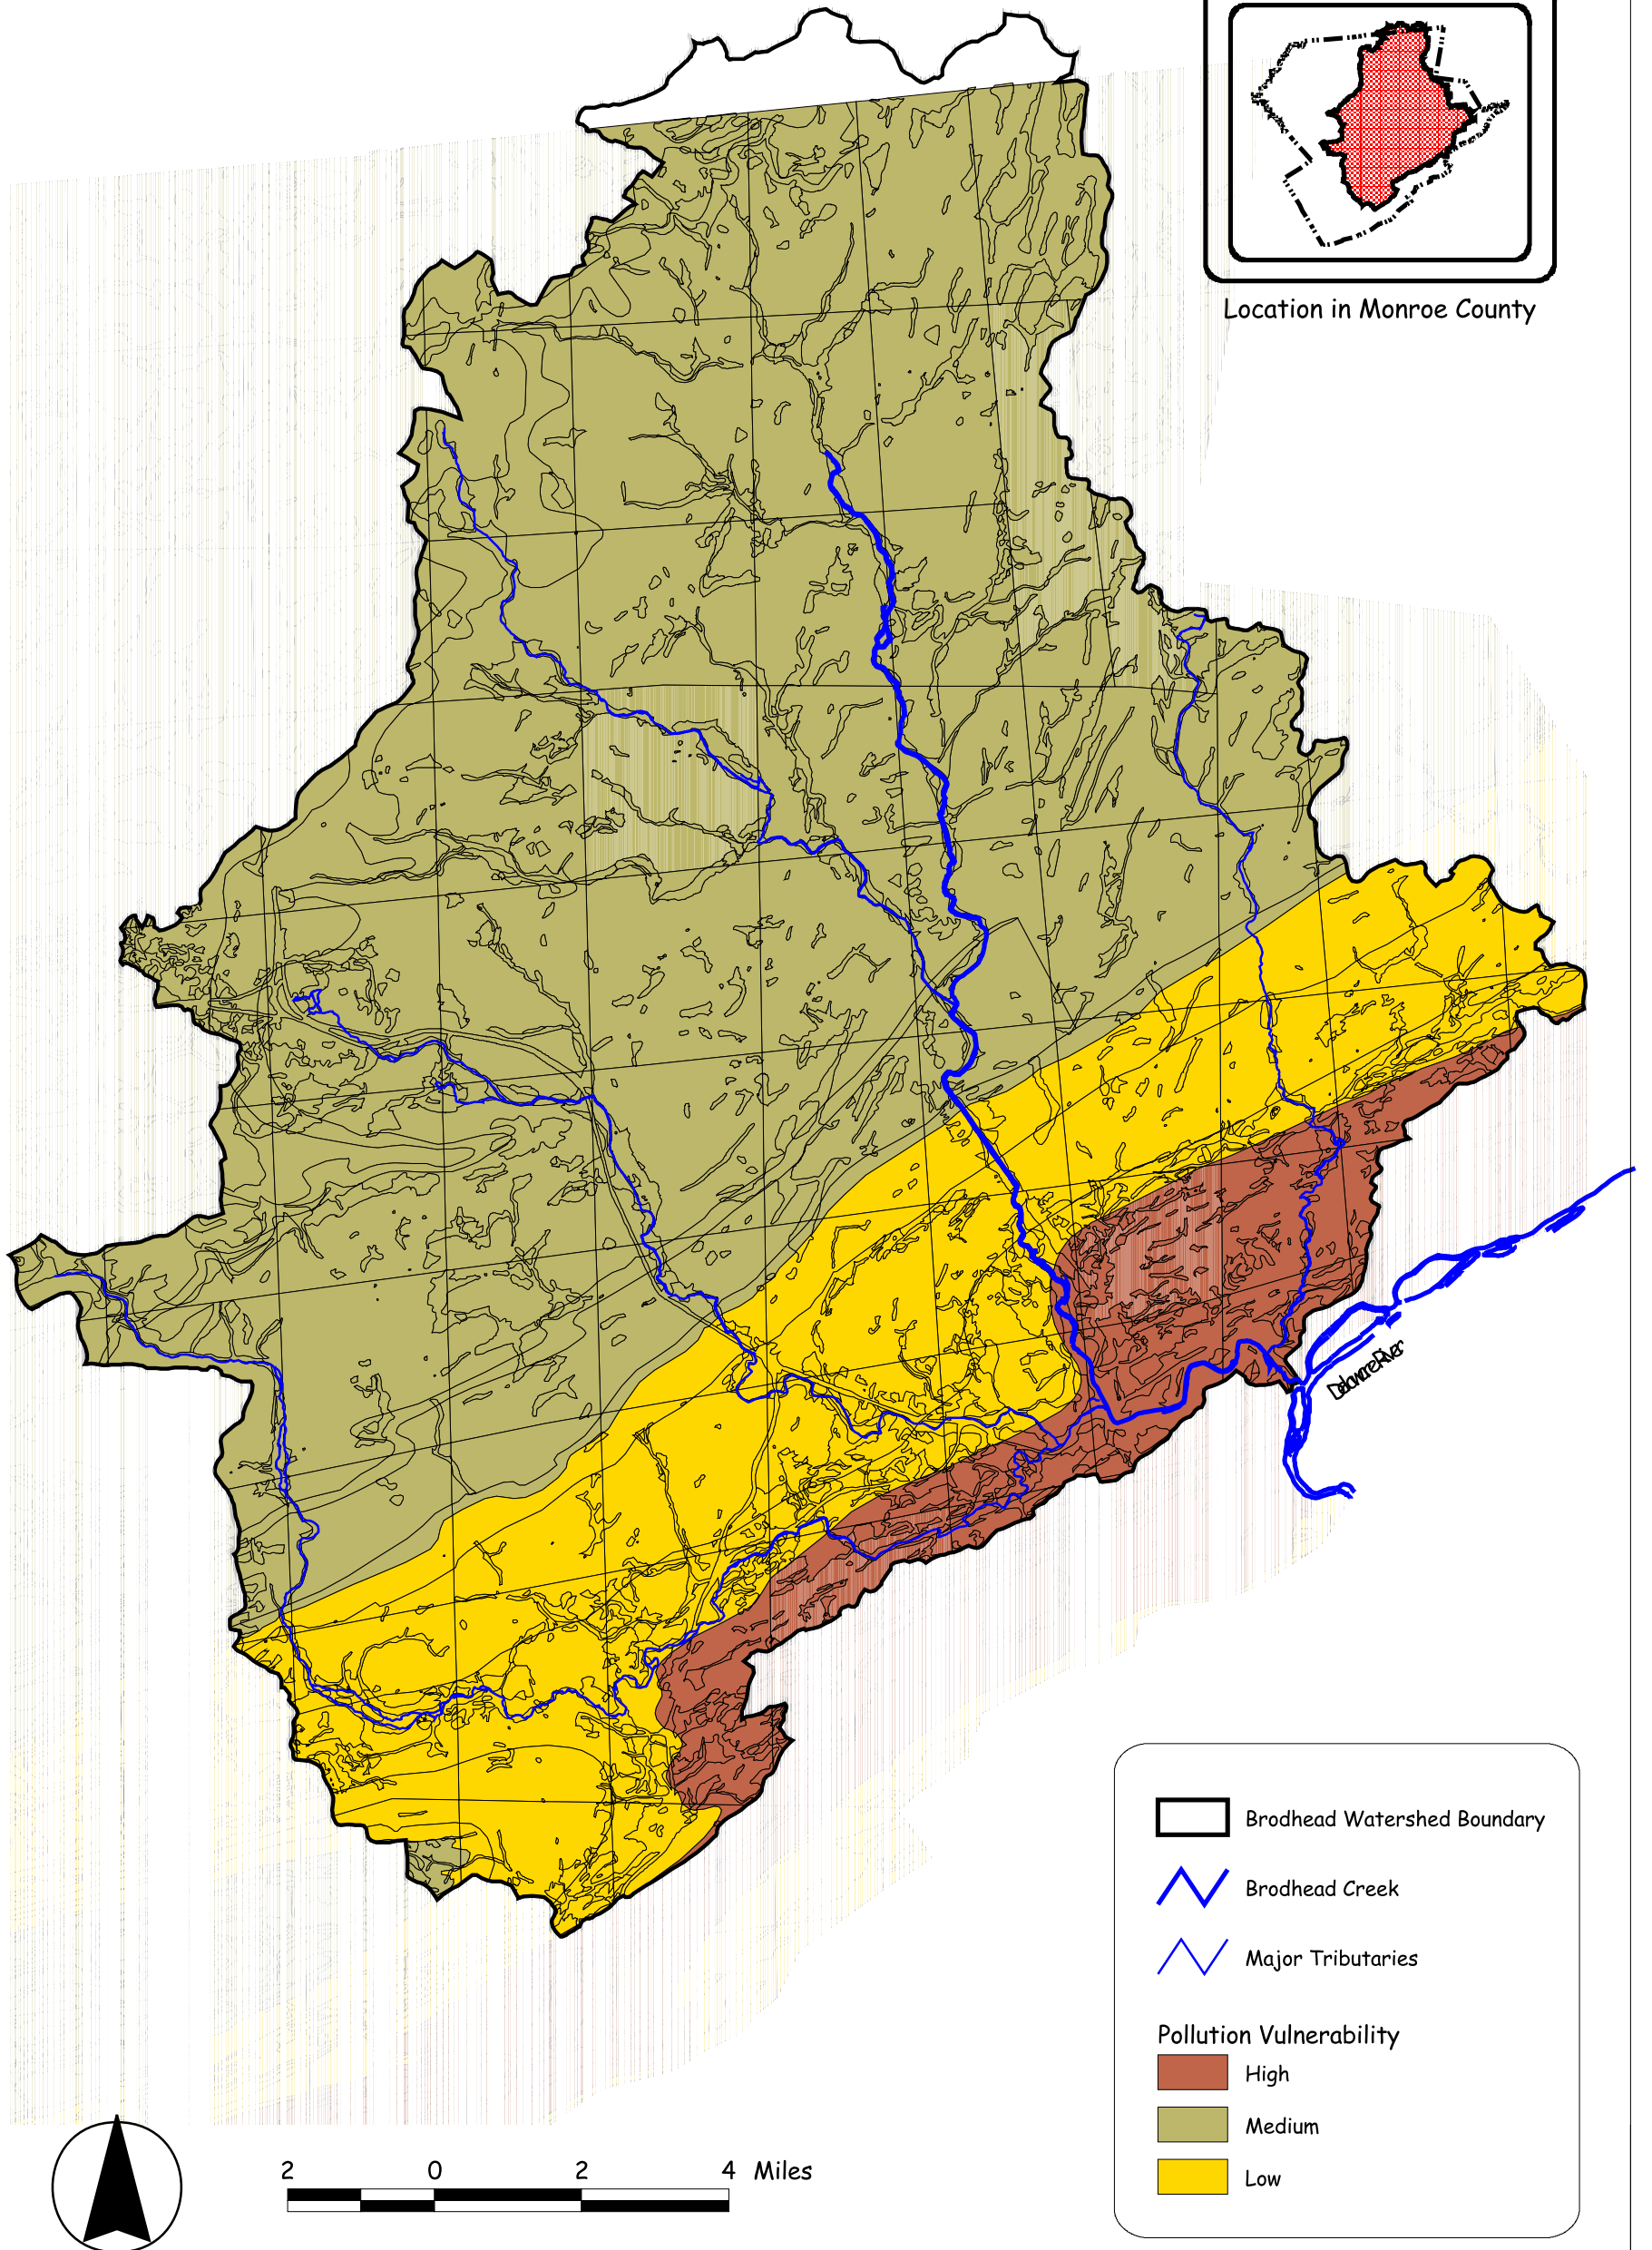 Location in Monroe County
Delaware River
Brodhead Watershed Boundary
Brodhead Creek
Major Tributaries
Pollution Vulnerability
High
Medium
Low
2 0 2 4 Miles